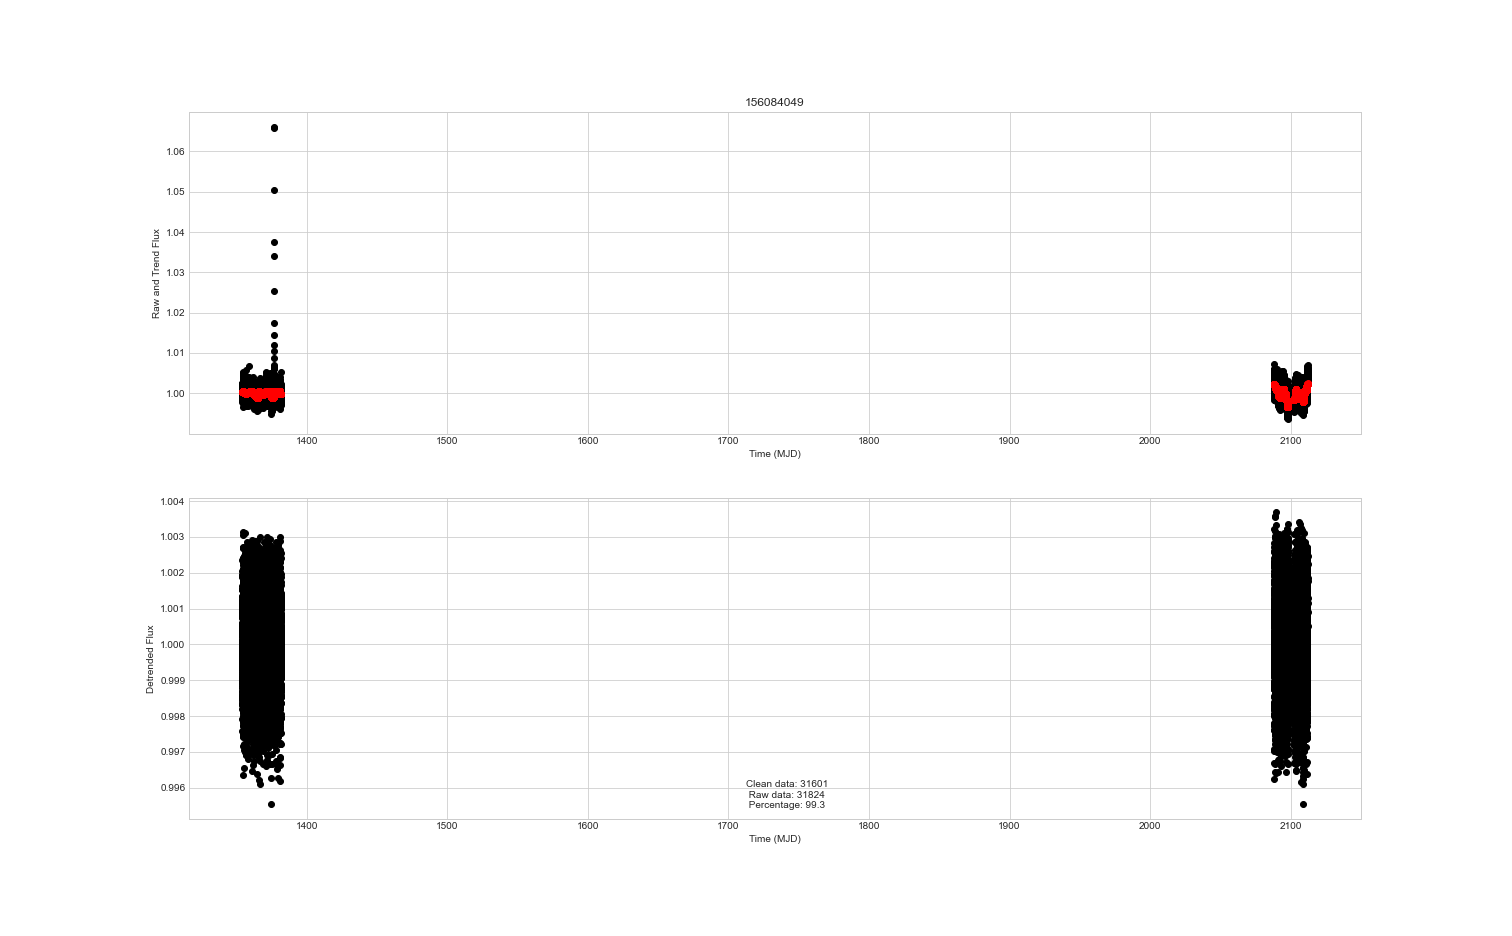 156084049
1.06
1.05
1.04
1.03
1.02
1.01
1.00
Raw and Trend Flux
1400 1500 1600 1700 1800 1900 2000 2100
Time (MJD)
1.004
1.003
1.002
1.001
1.000
0.999
0.998
0.997
0.996
Detrended Flux
Clean data: 31601
Raw data: 31824
Percentage: 99.3
1400 1500 1600 1700 1800 1900 2000 2100
Time (MJD)